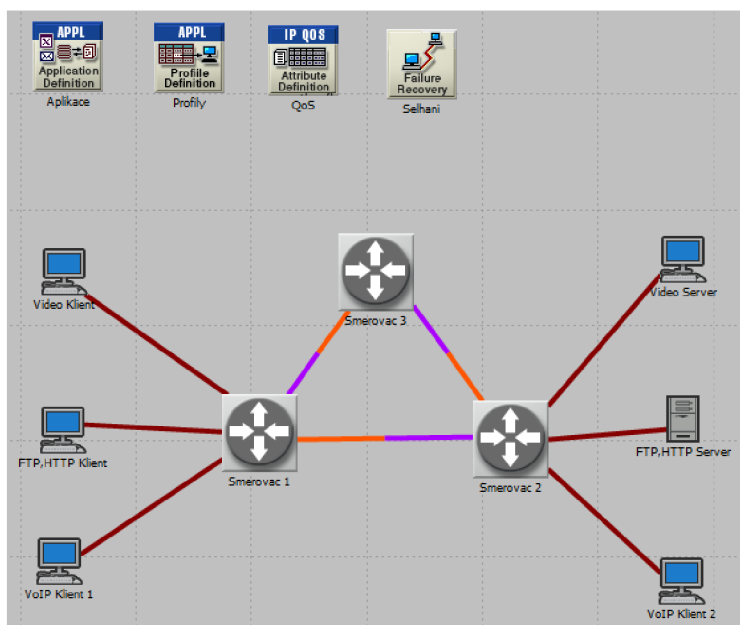 APPL
Application
Definition
Aplikace
APPL
Profile
Definition
Profily
IP QOS
Attribute
Definition
QoS
Failure
Recovery
Selhani
Video Klient
Smerovac 3
Video Server
FTP,HTTP Klient
Smerovac 1
Smerovac 2
FTP,HTTP Server
VoIP Klient 1
VoIP Klient 2